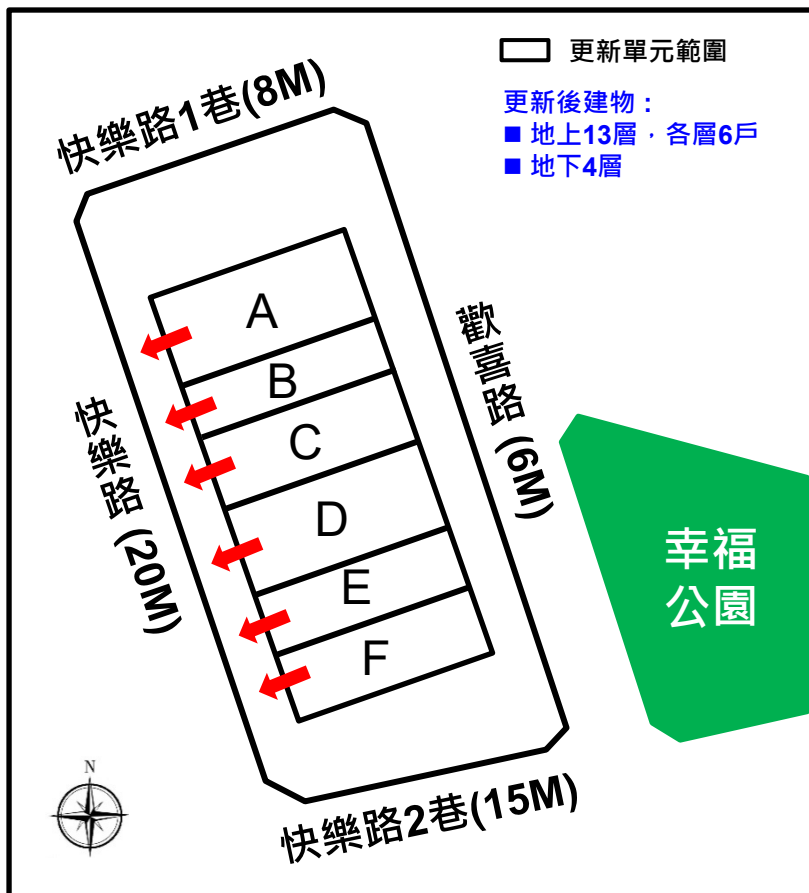 更新單元範圍
更新後建物：
■ 地上13層，各層6戶
■ 地下4層
快樂路1巷(8M)
A
B
C
D
E
F
快樂路 (20M)
歡喜路 (6M)
幸福
公園
快樂路2巷(15M)
N